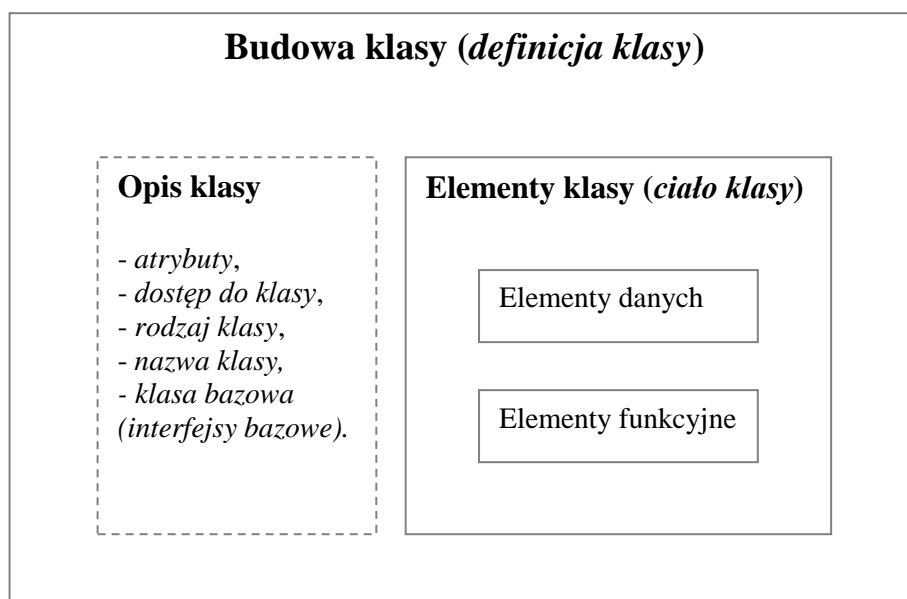 Budowa klasy (definicja klasy)
Opis klasy
- atrybuty,
- dostęp do klasy,
- rodzaj klasy,
- nazwa klasy,
- klasa bazowa
(interfejsy bazowe).
Elementy klasy (ciało klasy)
Elementy danych
Elementy funkcyjne